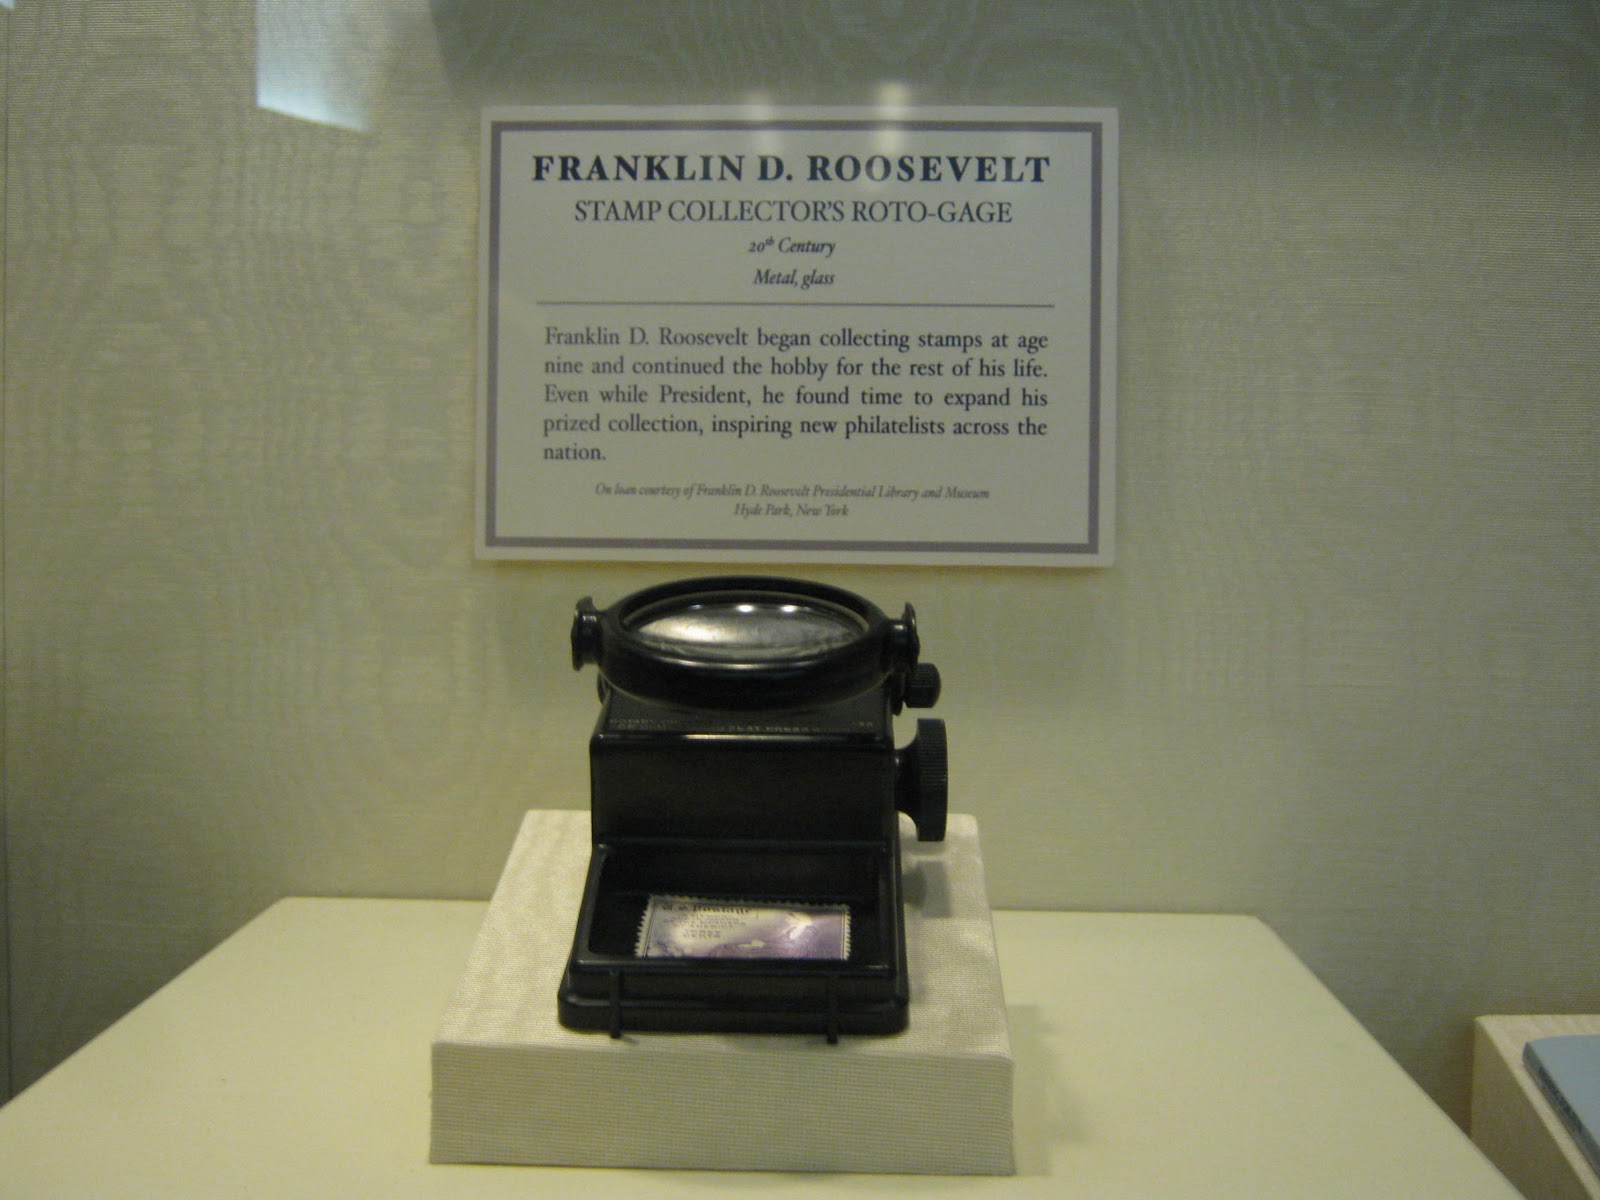 FRANKLIN D. ROOSEVELT
STAMP COLLECTOR'S ROTO-GAGE
20th Century
Metal, glass
Franklin D. Roosevelt began collecting stamps at age
nine and continued the hobby for the rest of his life.
Even while President, he found time to expand his
prized collection, inspiring new philatelists across the
nation.
On loan courtesy of Franklin D. Roosevelt Presidential Library and Museum
Hyde Park, New York
THREE
CENTS